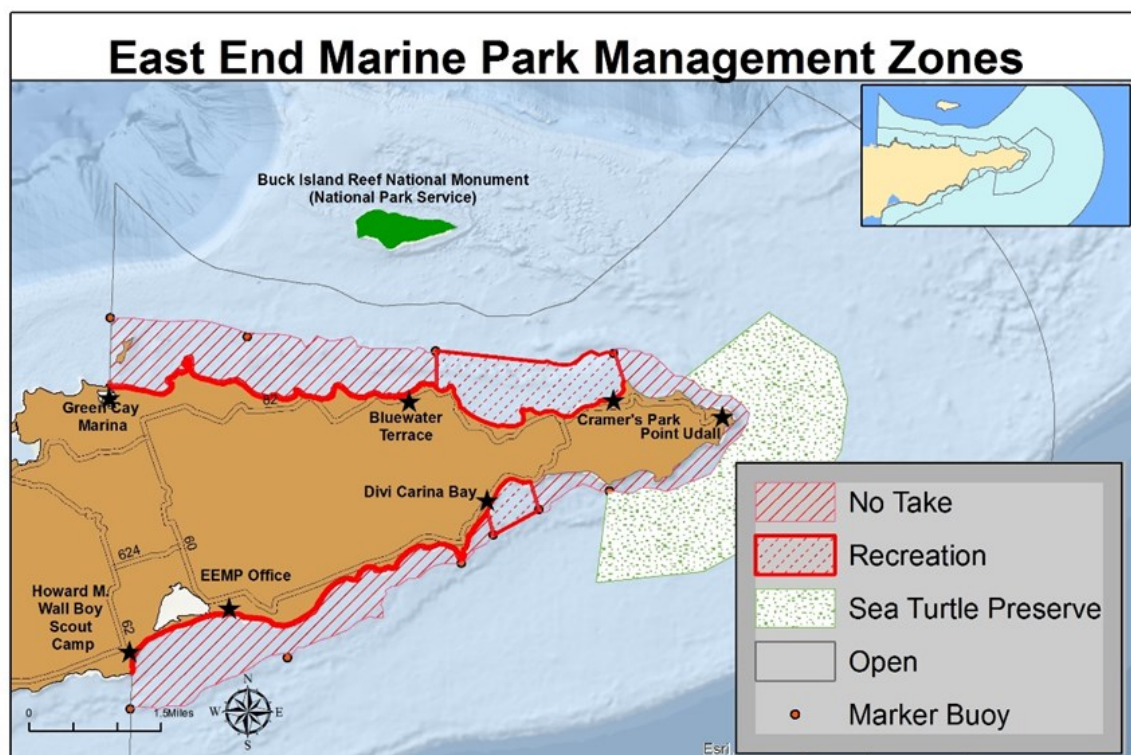 East End Marine Park Management Zones
Buck Island Reef National Monument
(National Park Service)
Green Cay
Marina
62
Bluewater
Terrace
Cramer's Park
Point Udall
Divi Carina Bay
624
60
EEMP Office
Howard M.
Wall Boy
Scout
Camp
62
N
W
E
S
0
1.5Miles
No Take
Recreation
Sea Turtle Preserve
Open
Marker Buoy
Esri